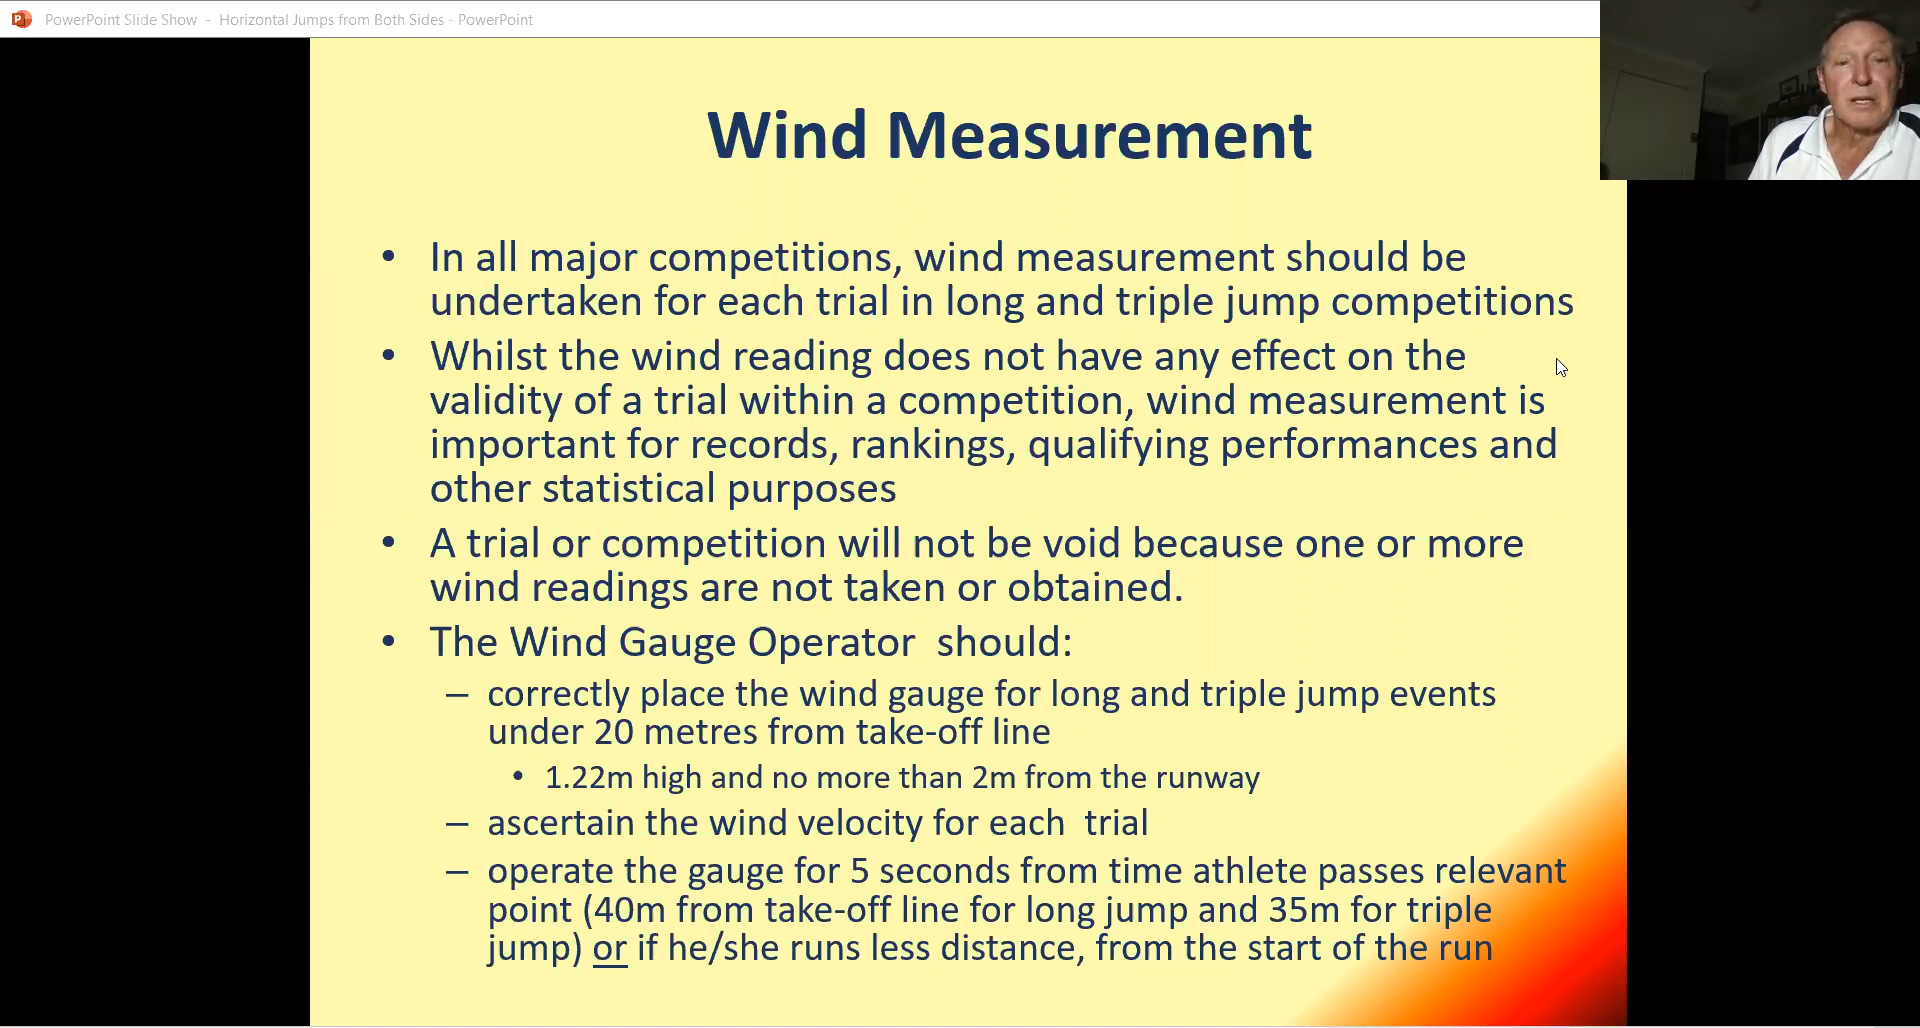 PowerPoint Slide Show - Horizontal Jumps from Both Sides - PowerPoint
Wind Measurement
• In all major competitions, wind measurement should be
undertaken for each trial in long and triple jump competitions
• Whilst the wind reading does not have any effect on the
validity of a trial within a competition, wind measurement is
important for records, rankings, qualifying performances and
other statistical purposes
• A trial or competition will not be void because one or more
wind readings are not taken or obtained.
• The Wind Gauge Operator should:
– correctly place the wind gauge for long and triple jump events
under 20 metres from take-off line
• 1.22m high and no more than 2m from the runway
– ascertain the wind velocity for each trial
– operate the gauge for 5 seconds from time athlete passes relevant
point (40m from take-off line for long jump and 35m for triple
jump) or if he/she runs less distance, from the start of the run